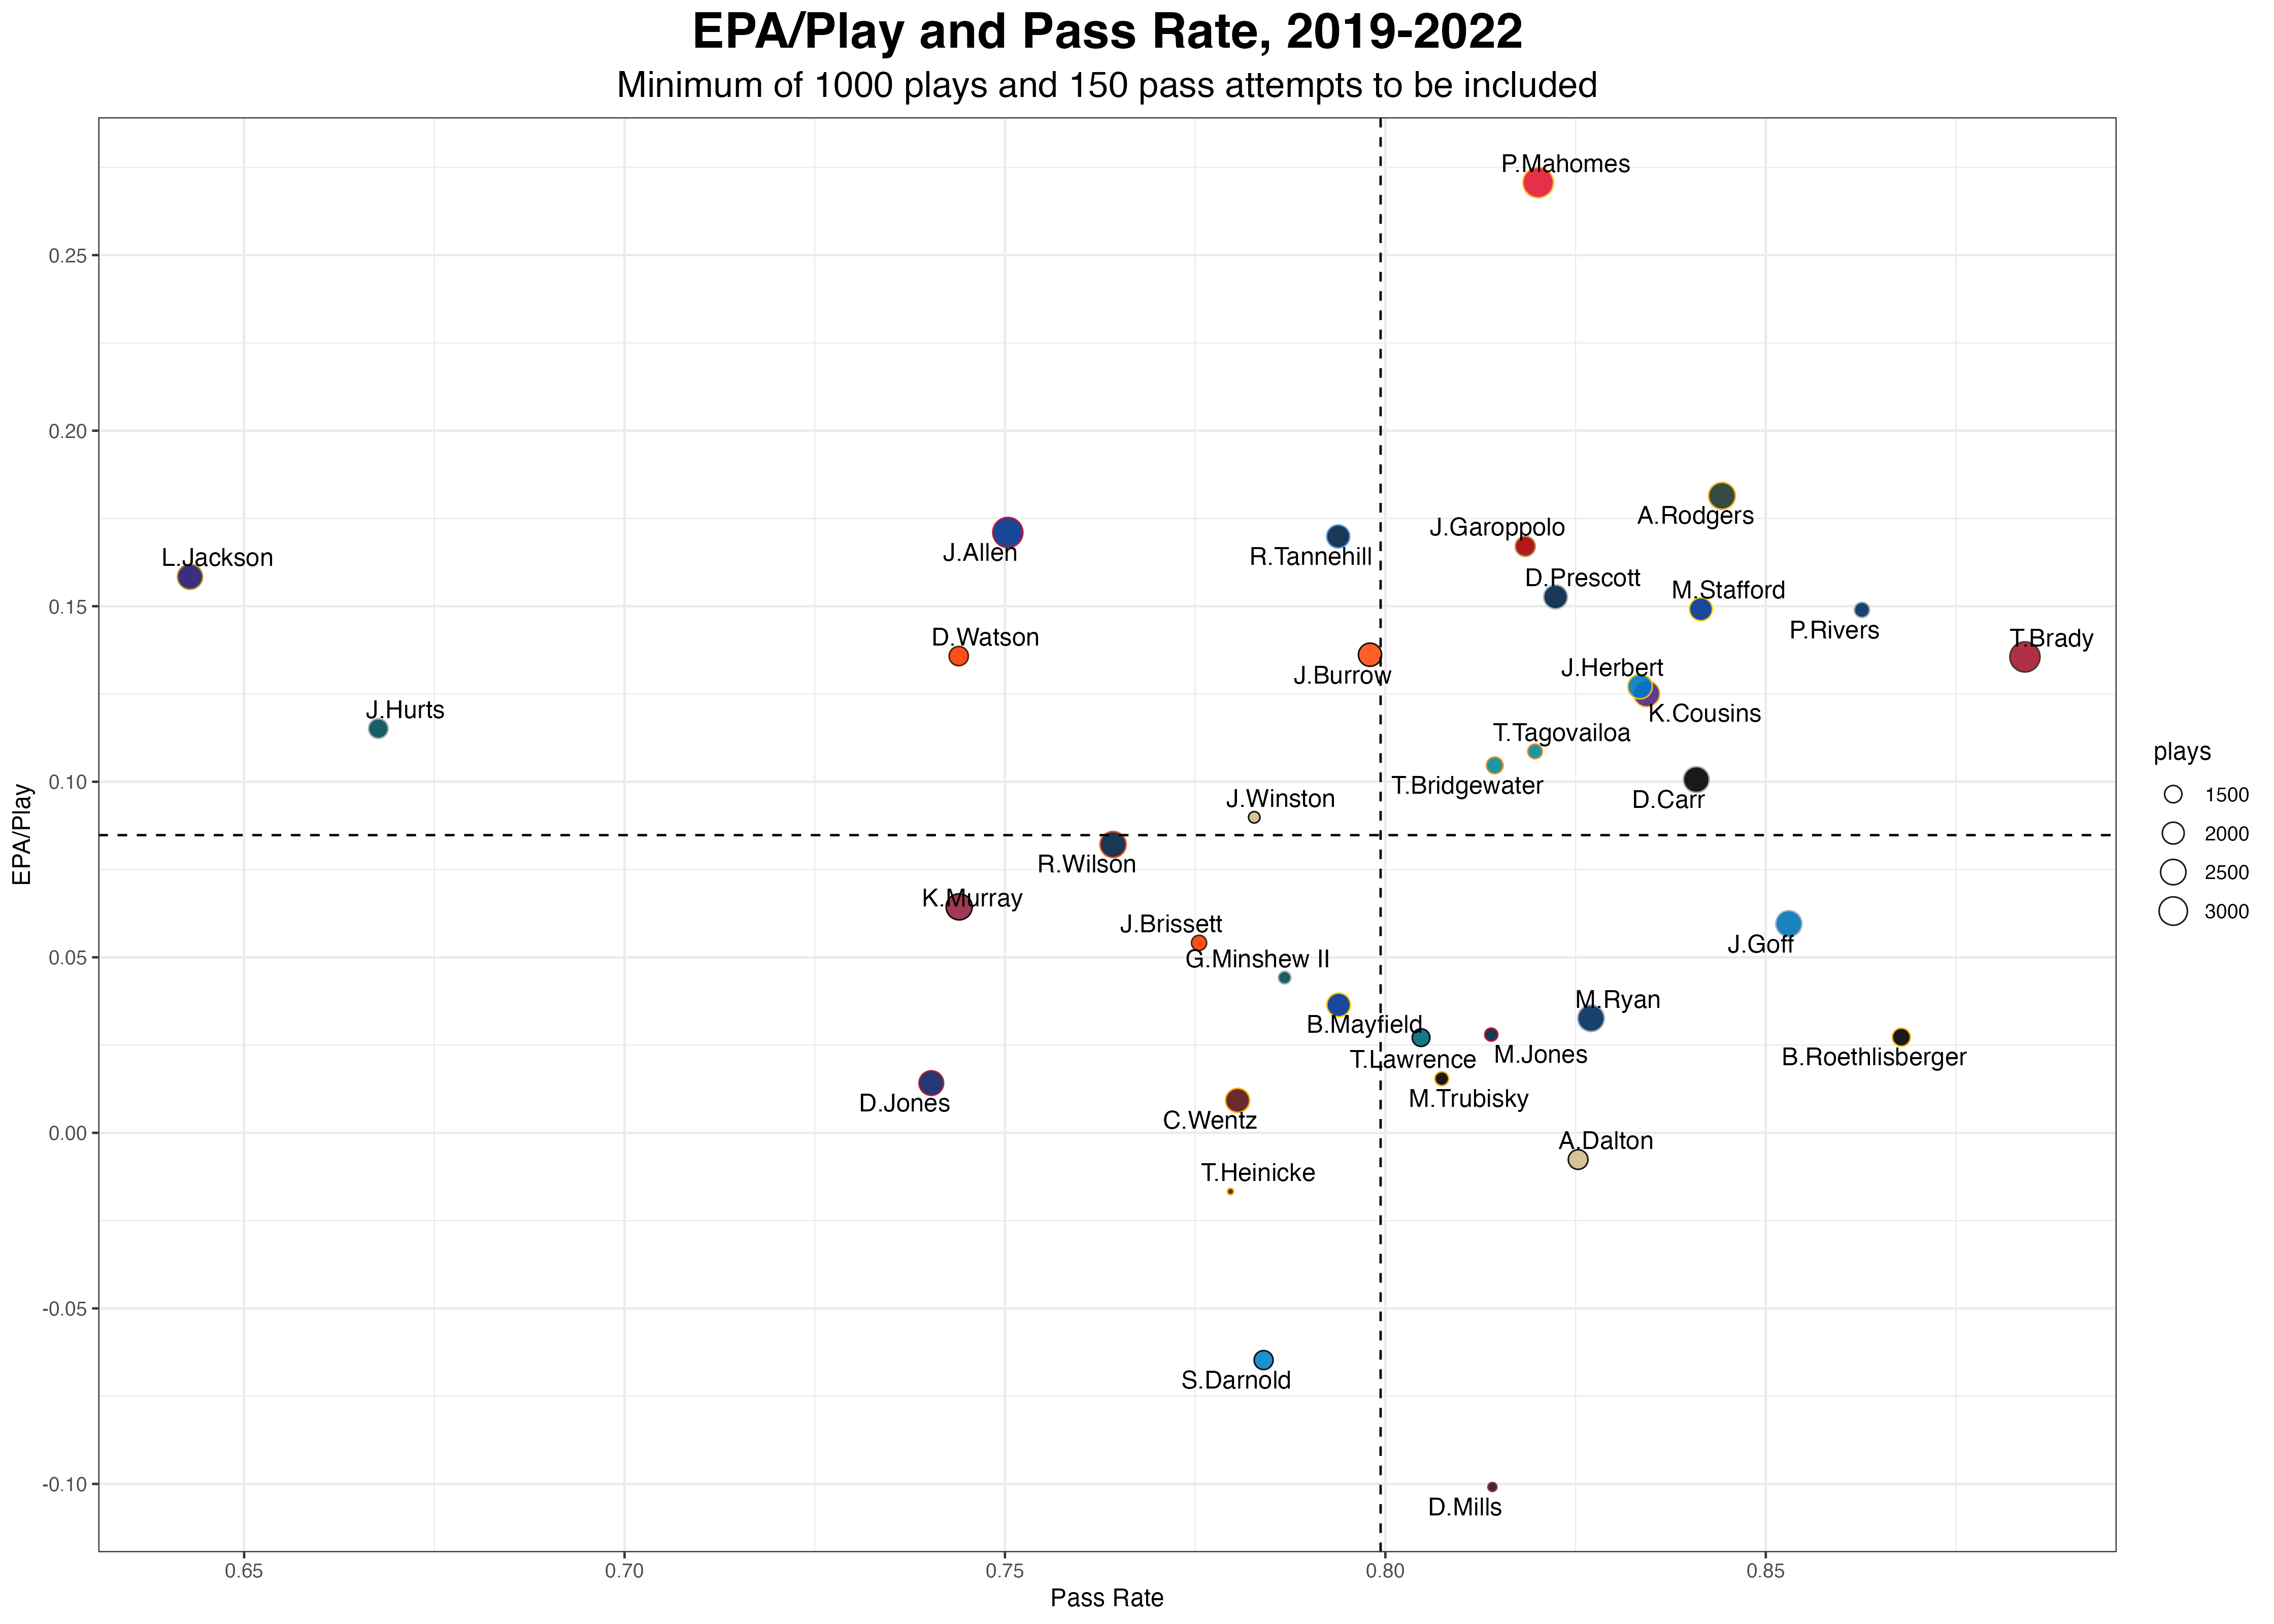 EPA/Play and Pass Rate, 2019-2022
Minimum of 1000 plays and 150 pass attempts to be included
P.Mahomes
0.25
0.20
A.Rodgers
J.Garoppolo
J.Allen
R.Tannehill
L.Jackson
D.Prescott
M.Stafford
0.15
P.Rivers
D.Watson
T.Brady
J.Herbert
J.Burrow
J.Hurts
K.Cousins
T.Tagovailoa
0.10
T.Bridgewater
J.Winston
D.Carr
R.Wilson
K.Murray
J.Brissett
J.Goff
0.05
G.Minshew II
M.Ryan
B.Mayfield
T.Lawrence
M.Jones
B.Roethlisberger
D.Jones
M.Trubisky
C.Wentz
0.00
A.Dalton
T.Heinicke
-0.05
S.Darnold
-0.10
D.Mills
0.65
0.70
0.75
0.80
0.85
Pass Rate
EPA/Play
plays
1500
2000
2500
3000